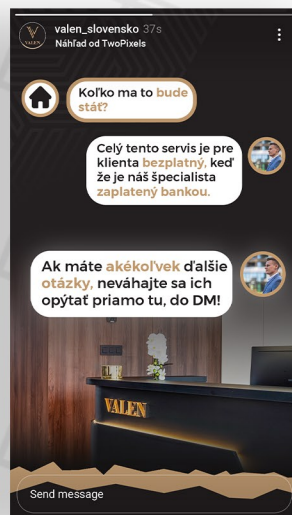 valen_slovensko 37s
Náhľad od TwoPixels
VALEN
Koľko ma to bude
stáť?
Celý tento servis je pre
klienta bezplatný, keď
že je náš špecialista
zaplatený bankou.
Ak máte akékoľvek ďalšie
otázky, neváhajte sa ich
opýtať priamo tu, do DM!
VALEN
Send message